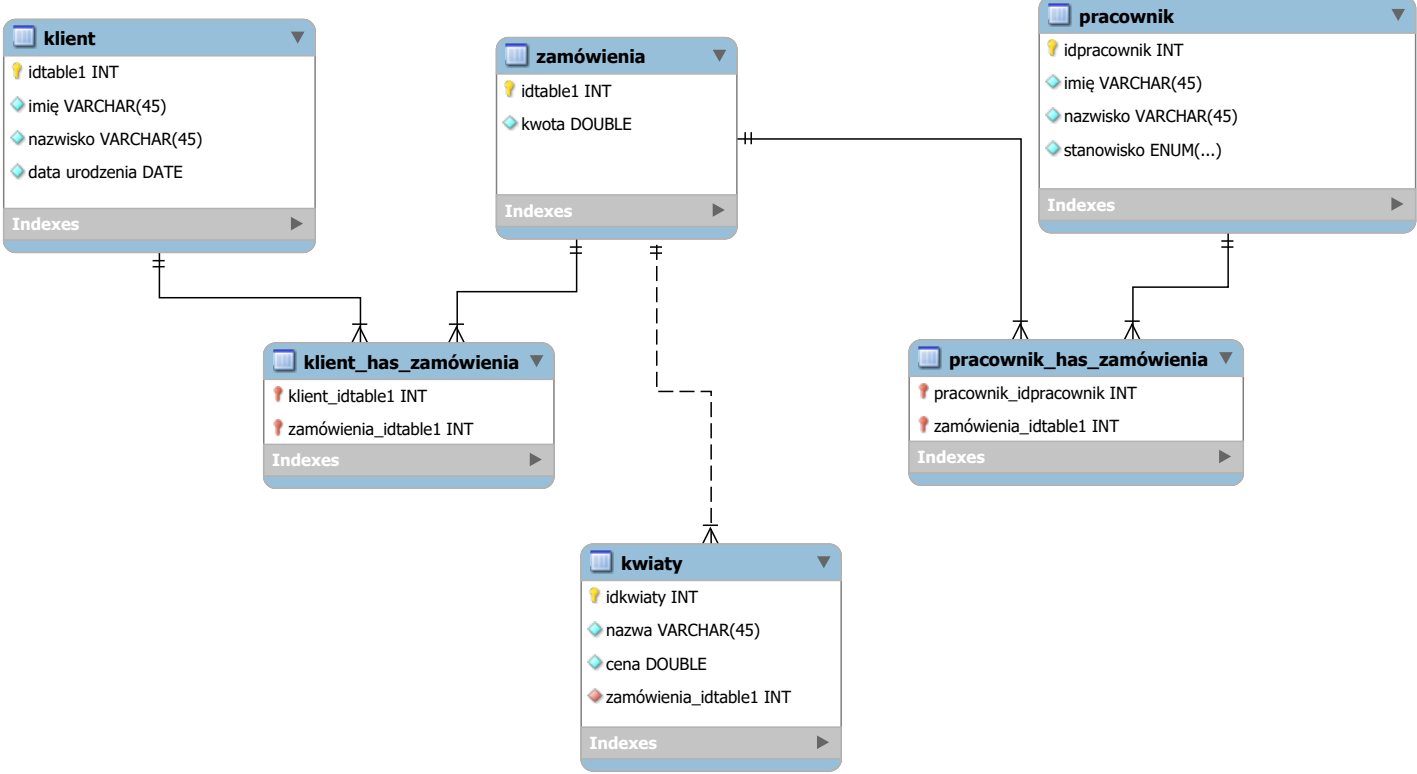 klient
idtable1 INT
imię VARCHAR(45)
nazwisko VARCHAR(45)
data urodzenia DATE
Indexes
zamówienia
idtable1 INT
kwota DOUBLE
Indexes
pracownik
idpracownik INT
imię VARCHAR(45)
nazwisko VARCHAR(45)
stanowisko ENUM(...)
Indexes
klient_has_zamówienia
klient_idtable1 INT
zamówienia_idtable1 INT
Indexes
pracownik_has_zamówienia
pracownik_idpracownik INT
zamówienia_idtable1 INT
Indexes
kwiaty
idkwiaty INT
nazwa VARCHAR(45)
cena DOUBLE
zamówienia_idtable1 INT
Indexes